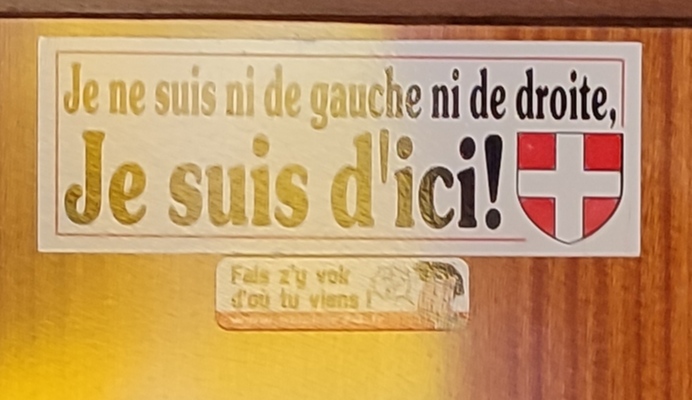 Je ne suis ni de gauche ni de droite,
Je suis d'ici!
Fais z'y voir
d'où tu viens !